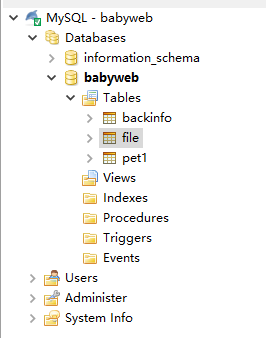 MySQL - babyweb
Databases
information_schema
babyweb
Tables
backinfo
file
pet1
Views
Indexes
Procedures
Triggers
Events
Users
Administer
System Info